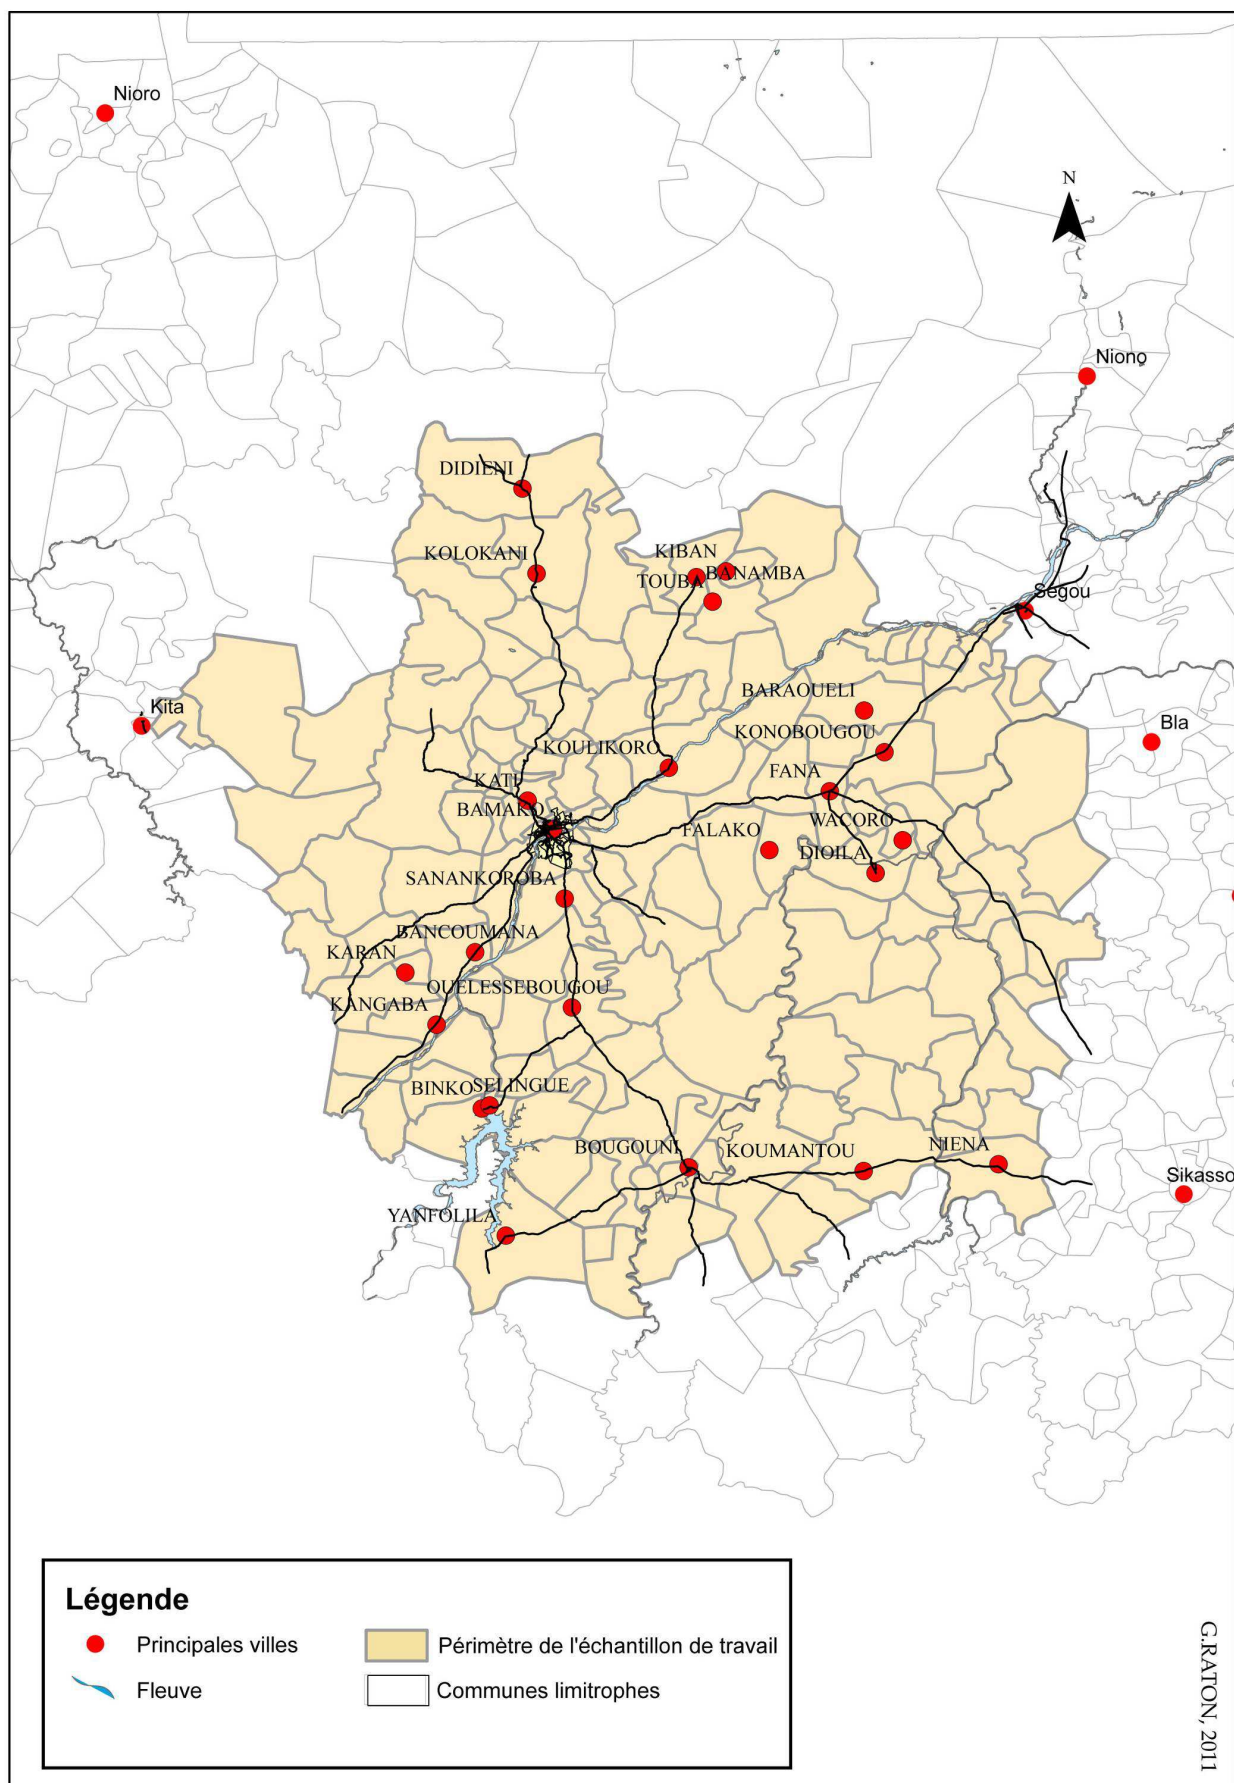 Nioro
N
Niono
DIDIENI
KOLOKANI
KIBAN
TOUBA
BANAMBA
Ségou
Kita
BARAOUELI
Bla
KONOBOUGOU
KOULIKORO
FANA
KATI
BAMAKO
WACORO
FALAKO
DIOILA
SANANKOROBA
BANCOUMANA
KARAN
OUELESSEBOUGOU
KANGABA
BINKO
SELINGUE
BOUGOUNI
KOUMANTOU
NIENA
Sikasso
YANFOLILA
Légende
Principales villes
Périmètre de l'échantillon de travail
Fleuve
Communes limitrophes
G.RATON, 2011